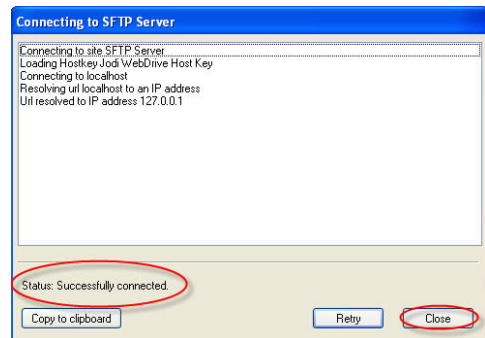 Connecting to SFTP Server
Connecting to site SFTP Server
Loading Hostkey Jodi WebDrive Host Key
Connecting to localhost
Resolving url localhost to an IP address
Url resolved to IP address 127.0.0.1
Status: Successfully connected.
Copy to clipboard Retry Close